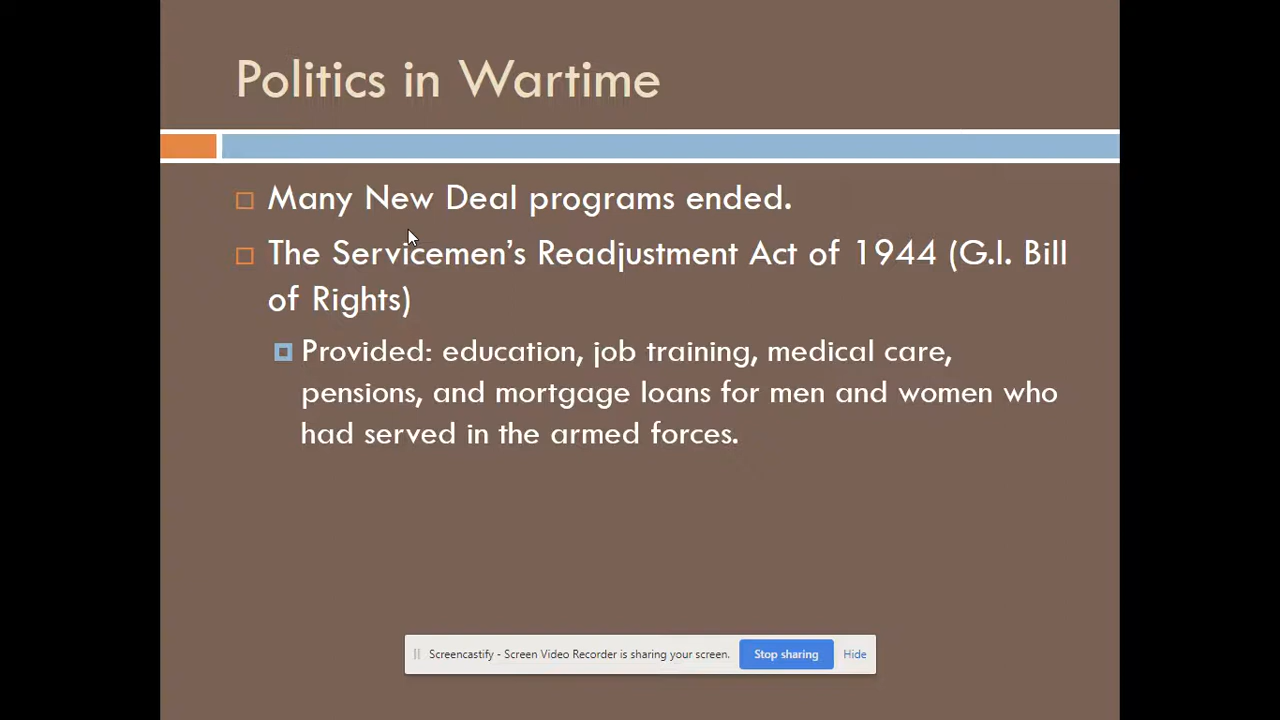 Politics in Wartime
Many New Deal programs ended.
The Servicemen's Readjustment Act of 1944 (G.I. Bill
of Rights)
Provided: education, job training, medical care,
pensions, and mortgage loans for men and women who
had served in the armed forces.
Screencastify - Screen Video Recorder is sharing your screen. Stop sharing Hide